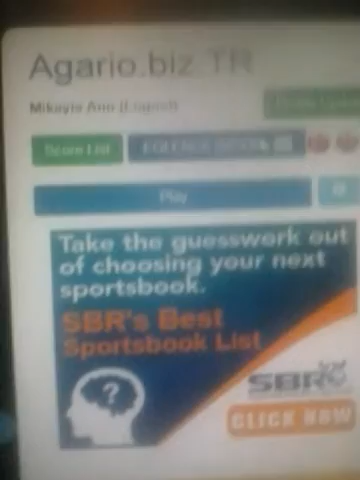 Agario.biz TR
Score List
Play
Take the guesswork out
of choosing your next
sportsbook.
SBR's Best
Sportsbook List
?
SBR
CLICK NOW